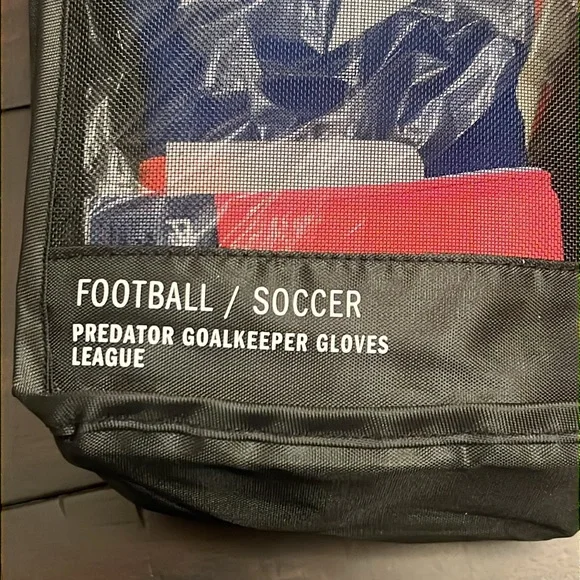 FOOTBALL / SOCCER
PREDATOR GOALKEEPER GLOVES
LEAGUE